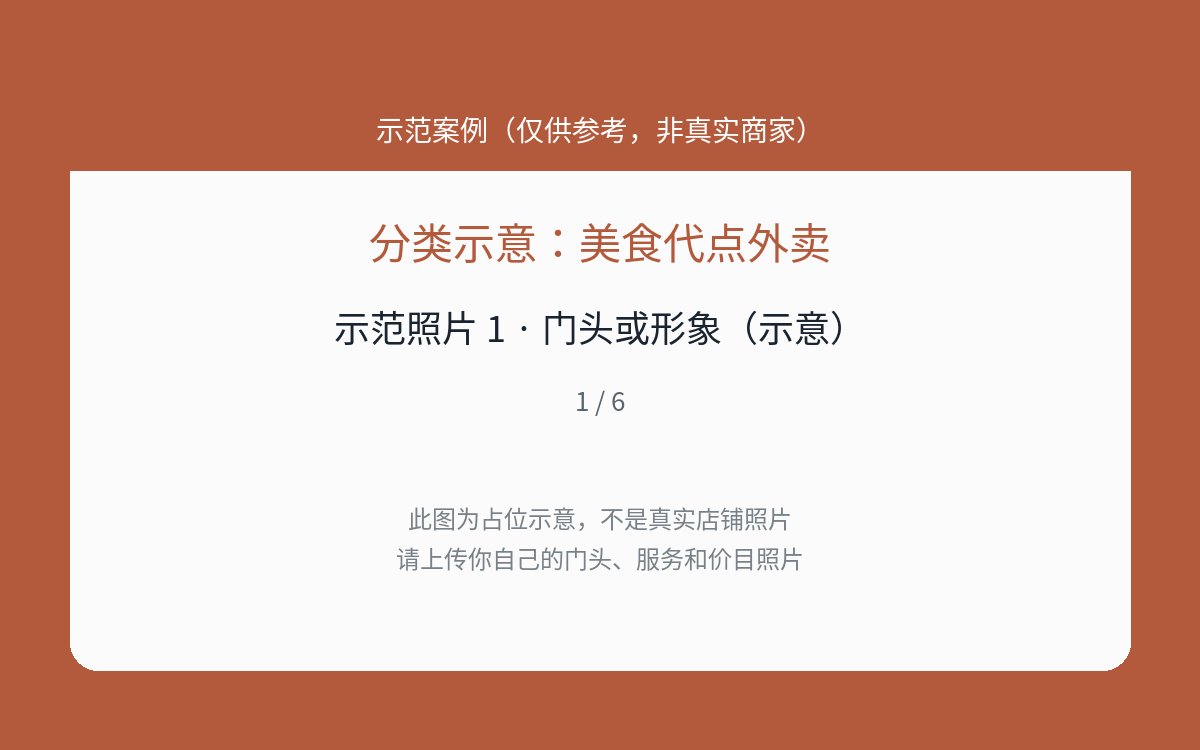 示范案例（仅供参考，非真实商家）
分类示意：美食代点外卖
示范照片 1 · 门头或形象（示意）
1 / 6
此图为占位示意，不是真实店铺照片
请上传你自己的门头、服务和价目照片